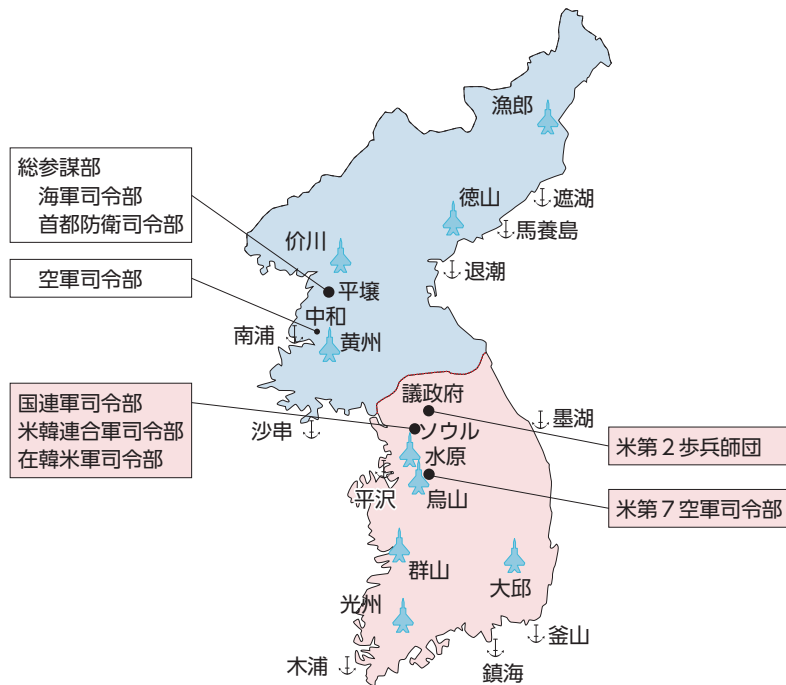 漁郎
総参謀部
海軍司令部
首都防衛司令部
徳山
遮湖
馬養島
价川
退潮
空軍司令部
平壌
中和
南浦
黄州
議政府
国連軍司令部
米韓連合軍司令部
在韓米軍司令部
墨湖
沙串
ソウル
米第2歩兵師団
水原
平沢
烏山
米第7空軍司令部
群山
大邱
光州
釜山
木浦
鎮海